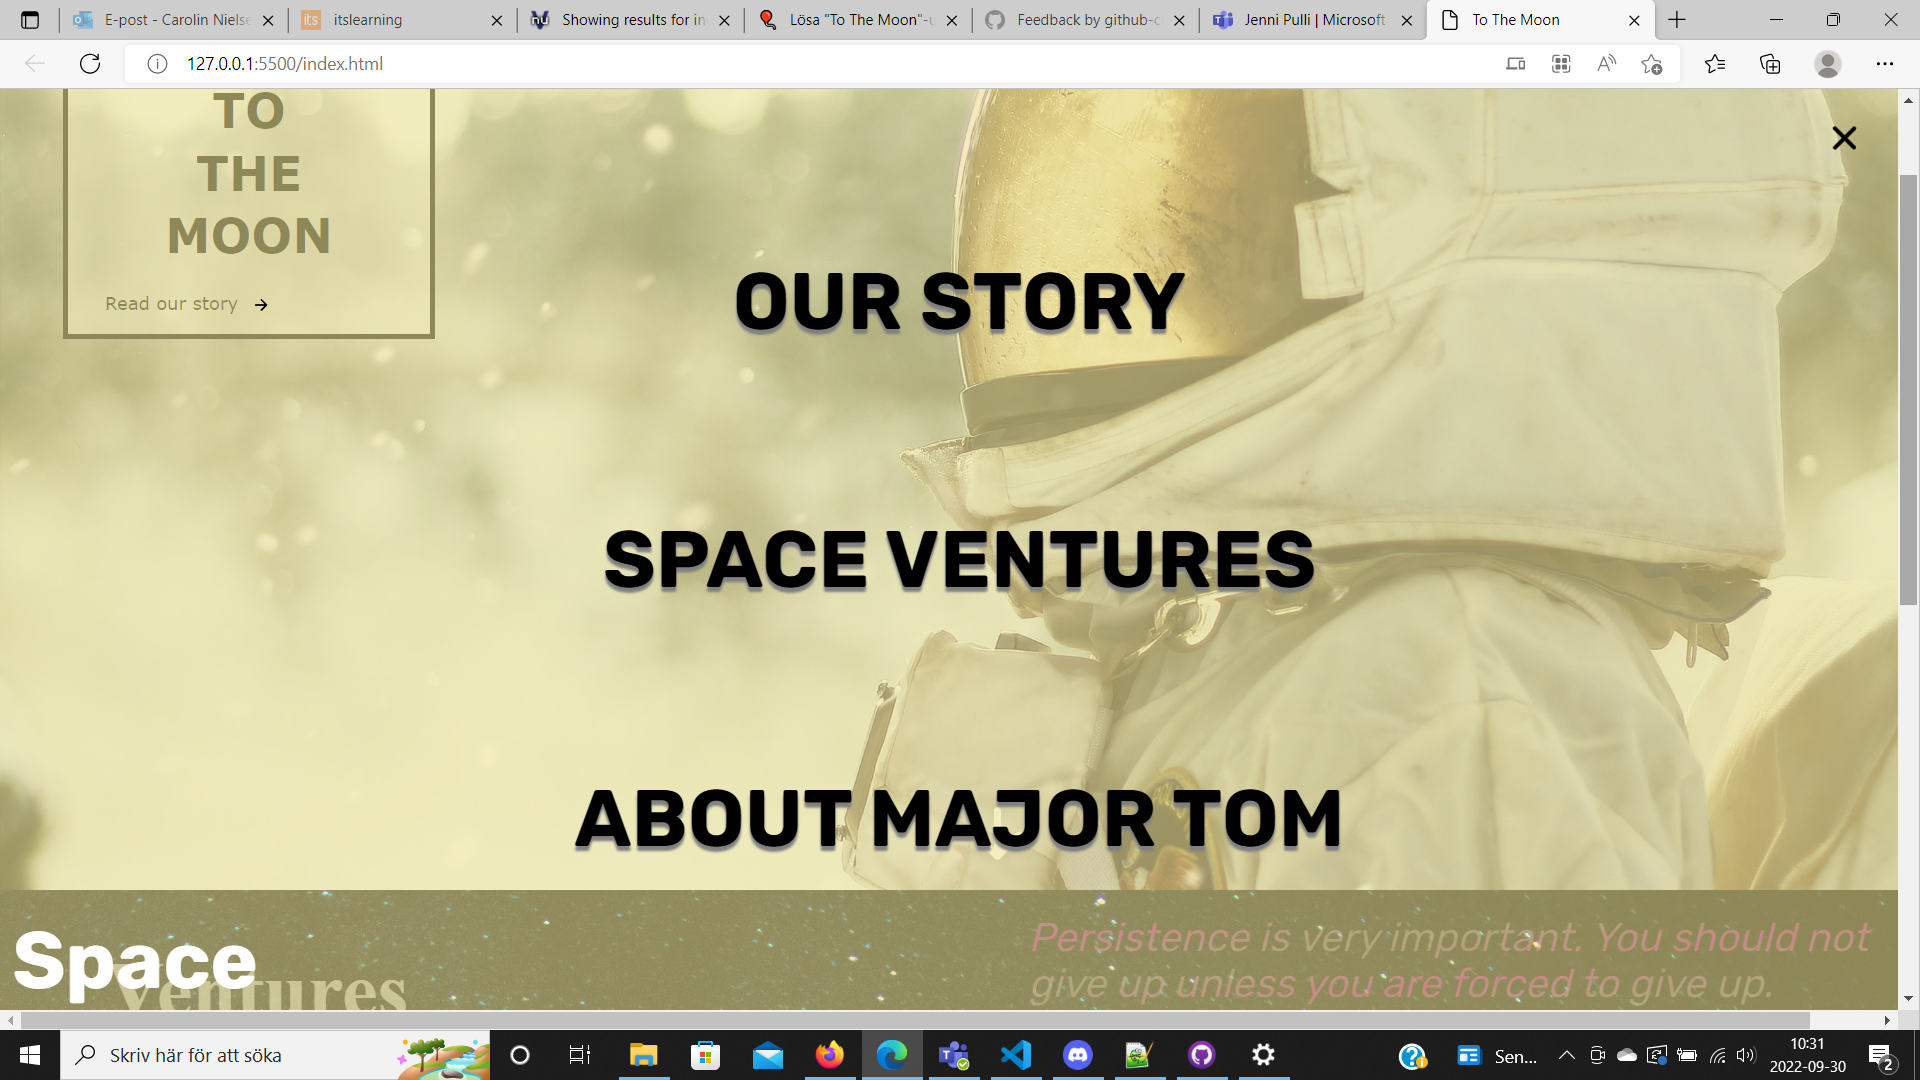 E-post - Carolin Nielse
itslearning
Showing results for in
Lösa "To The Moon"-u
Feedback by github-c
Jenni Pulli | Microsoft
To The Moon
127.0.0.1:5500/index.html
TO
THE
MOON
Read our story →
OUR STORY
SPACE VENTURES
ABOUT MAJOR TOM
Space
Ventures
Persistence is very important. You should not
give up unless you are forced to give up.
Skriv här för att söka
Sen...
10:31
2022-09-30
2